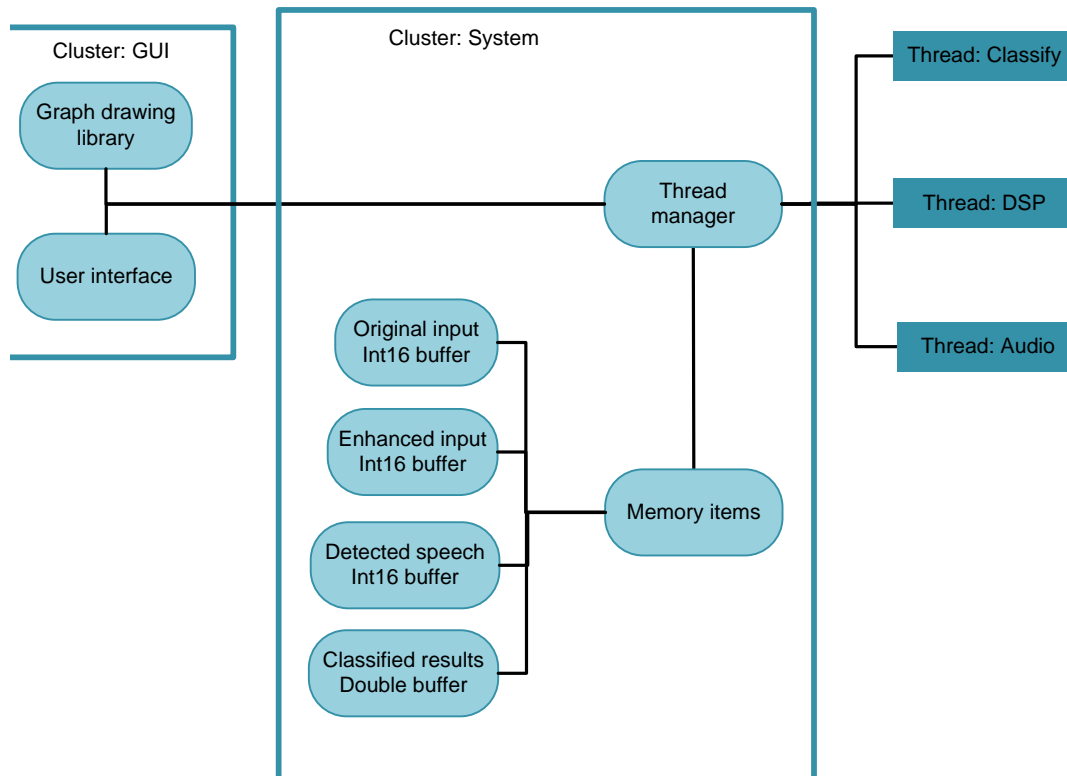 Cluster: GUI
Graph drawing
library
User interface
Cluster: System
Thread
manager
Original input
Int16 buffer
Enhanced input
Int16 buffer
Detected speech
Int16 buffer
Classified results
Double buffer
Memory items
Thread: Classify
Thread: DSP
Thread: Audio